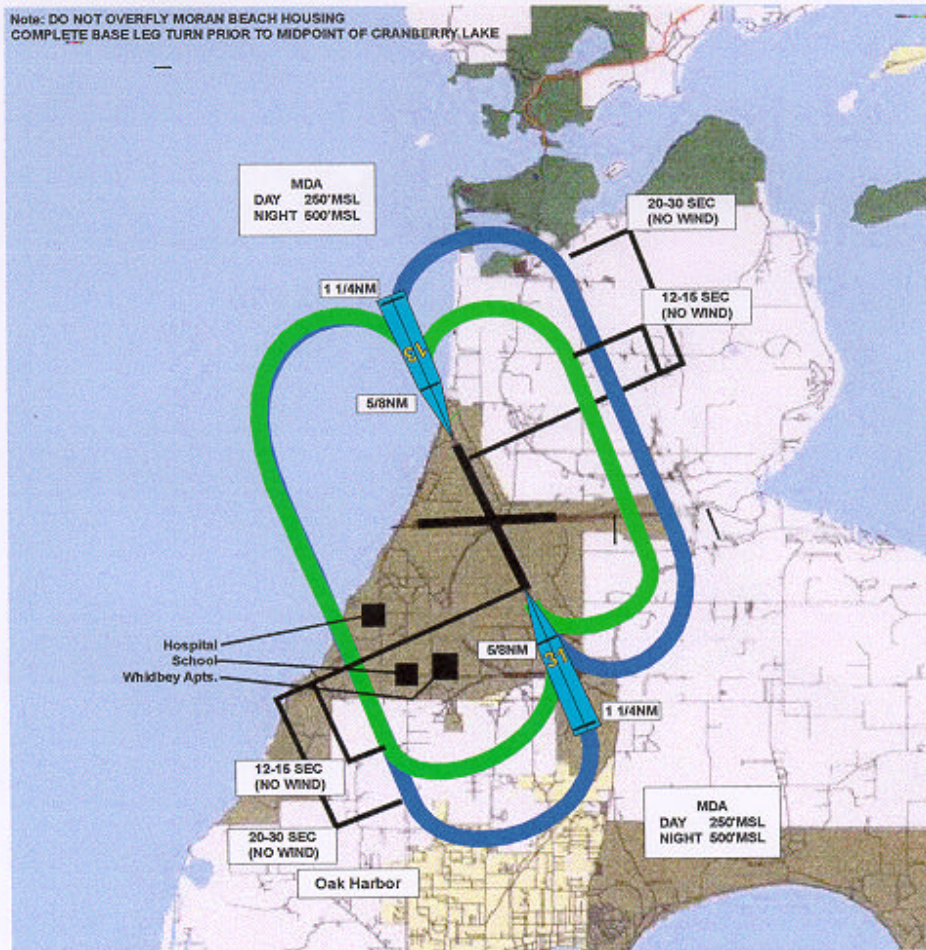 Note: DO NOT OVERFLY MORAN BEACH HOUSING
COMPLETE BASE LEG TURN PRIOR TO MIDPOINT OF CRANBERRY LAKE
MDA
DAY 250'MSL
NIGHT 500'MSL
20-30 SEC
(NO WIND)
1 1/4NM
12-15 SEC
(NO WIND)
13
5/8NM
Hospital
School
Whidbey Apts.
5/8NM
31
1 1/4NM
12-15 SEC
(NO WIND)
20-30 SEC
(NO WIND)
MDA
DAY 250'MSL
NIGHT 500'MSL
Oak Harbor